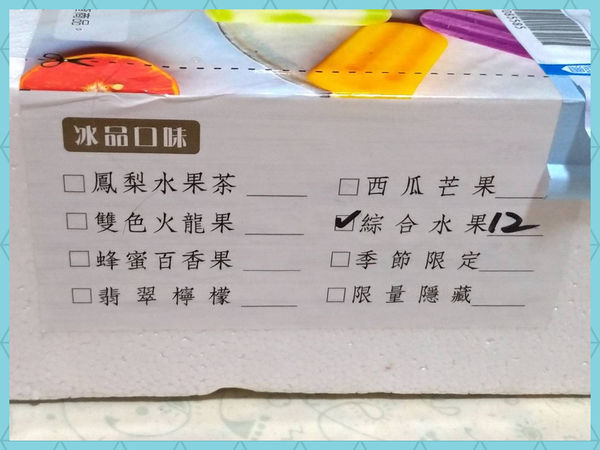 冰品口味
□鳳梨水果茶
□西瓜芒果
□雙色火龍果
☑綜合水果12
□蜂蜜百香果
□季節限定
□翡翠檸檬
□限量隱藏